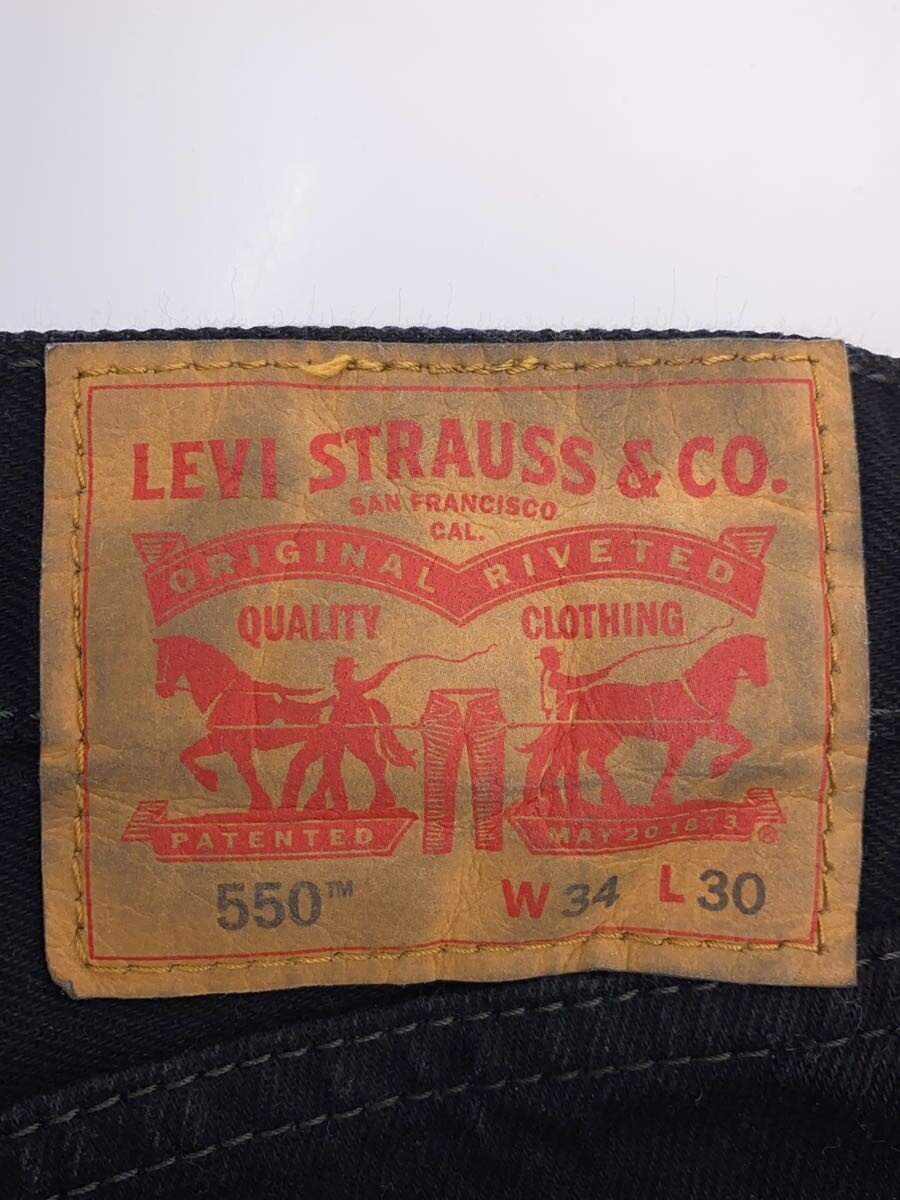 LEVI STRAUSS & CO.
SAN FRANCISCO
CAL.
ORIGINAL RIVETED
QUALITY CLOTHING
PATENTED MAY 20 1873 ®
550™ W 34 L 30